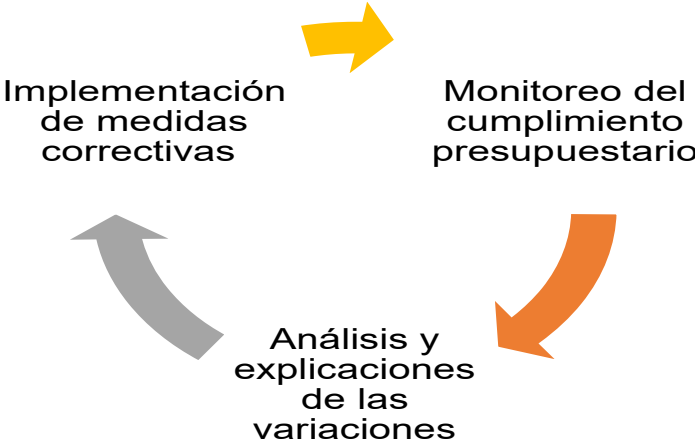 Implementación
de medidas
correctivas
Monitoreo del
cumplimiento
presupuestario
Análisis y
explicaciones
de las
variaciones